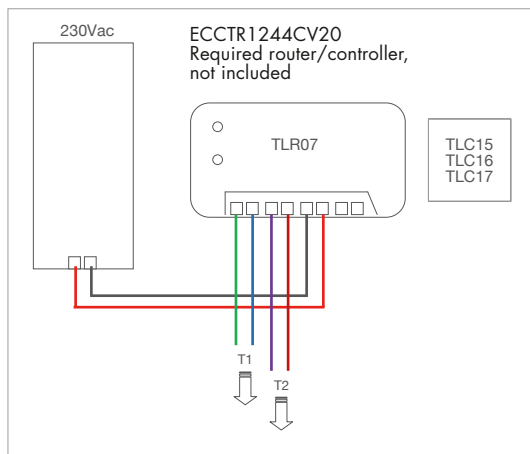 230Vac
ECCTR1244CV20
Required router/controller,
not included
TLR07
TLC15
TLC16
TLC17
T1
T2